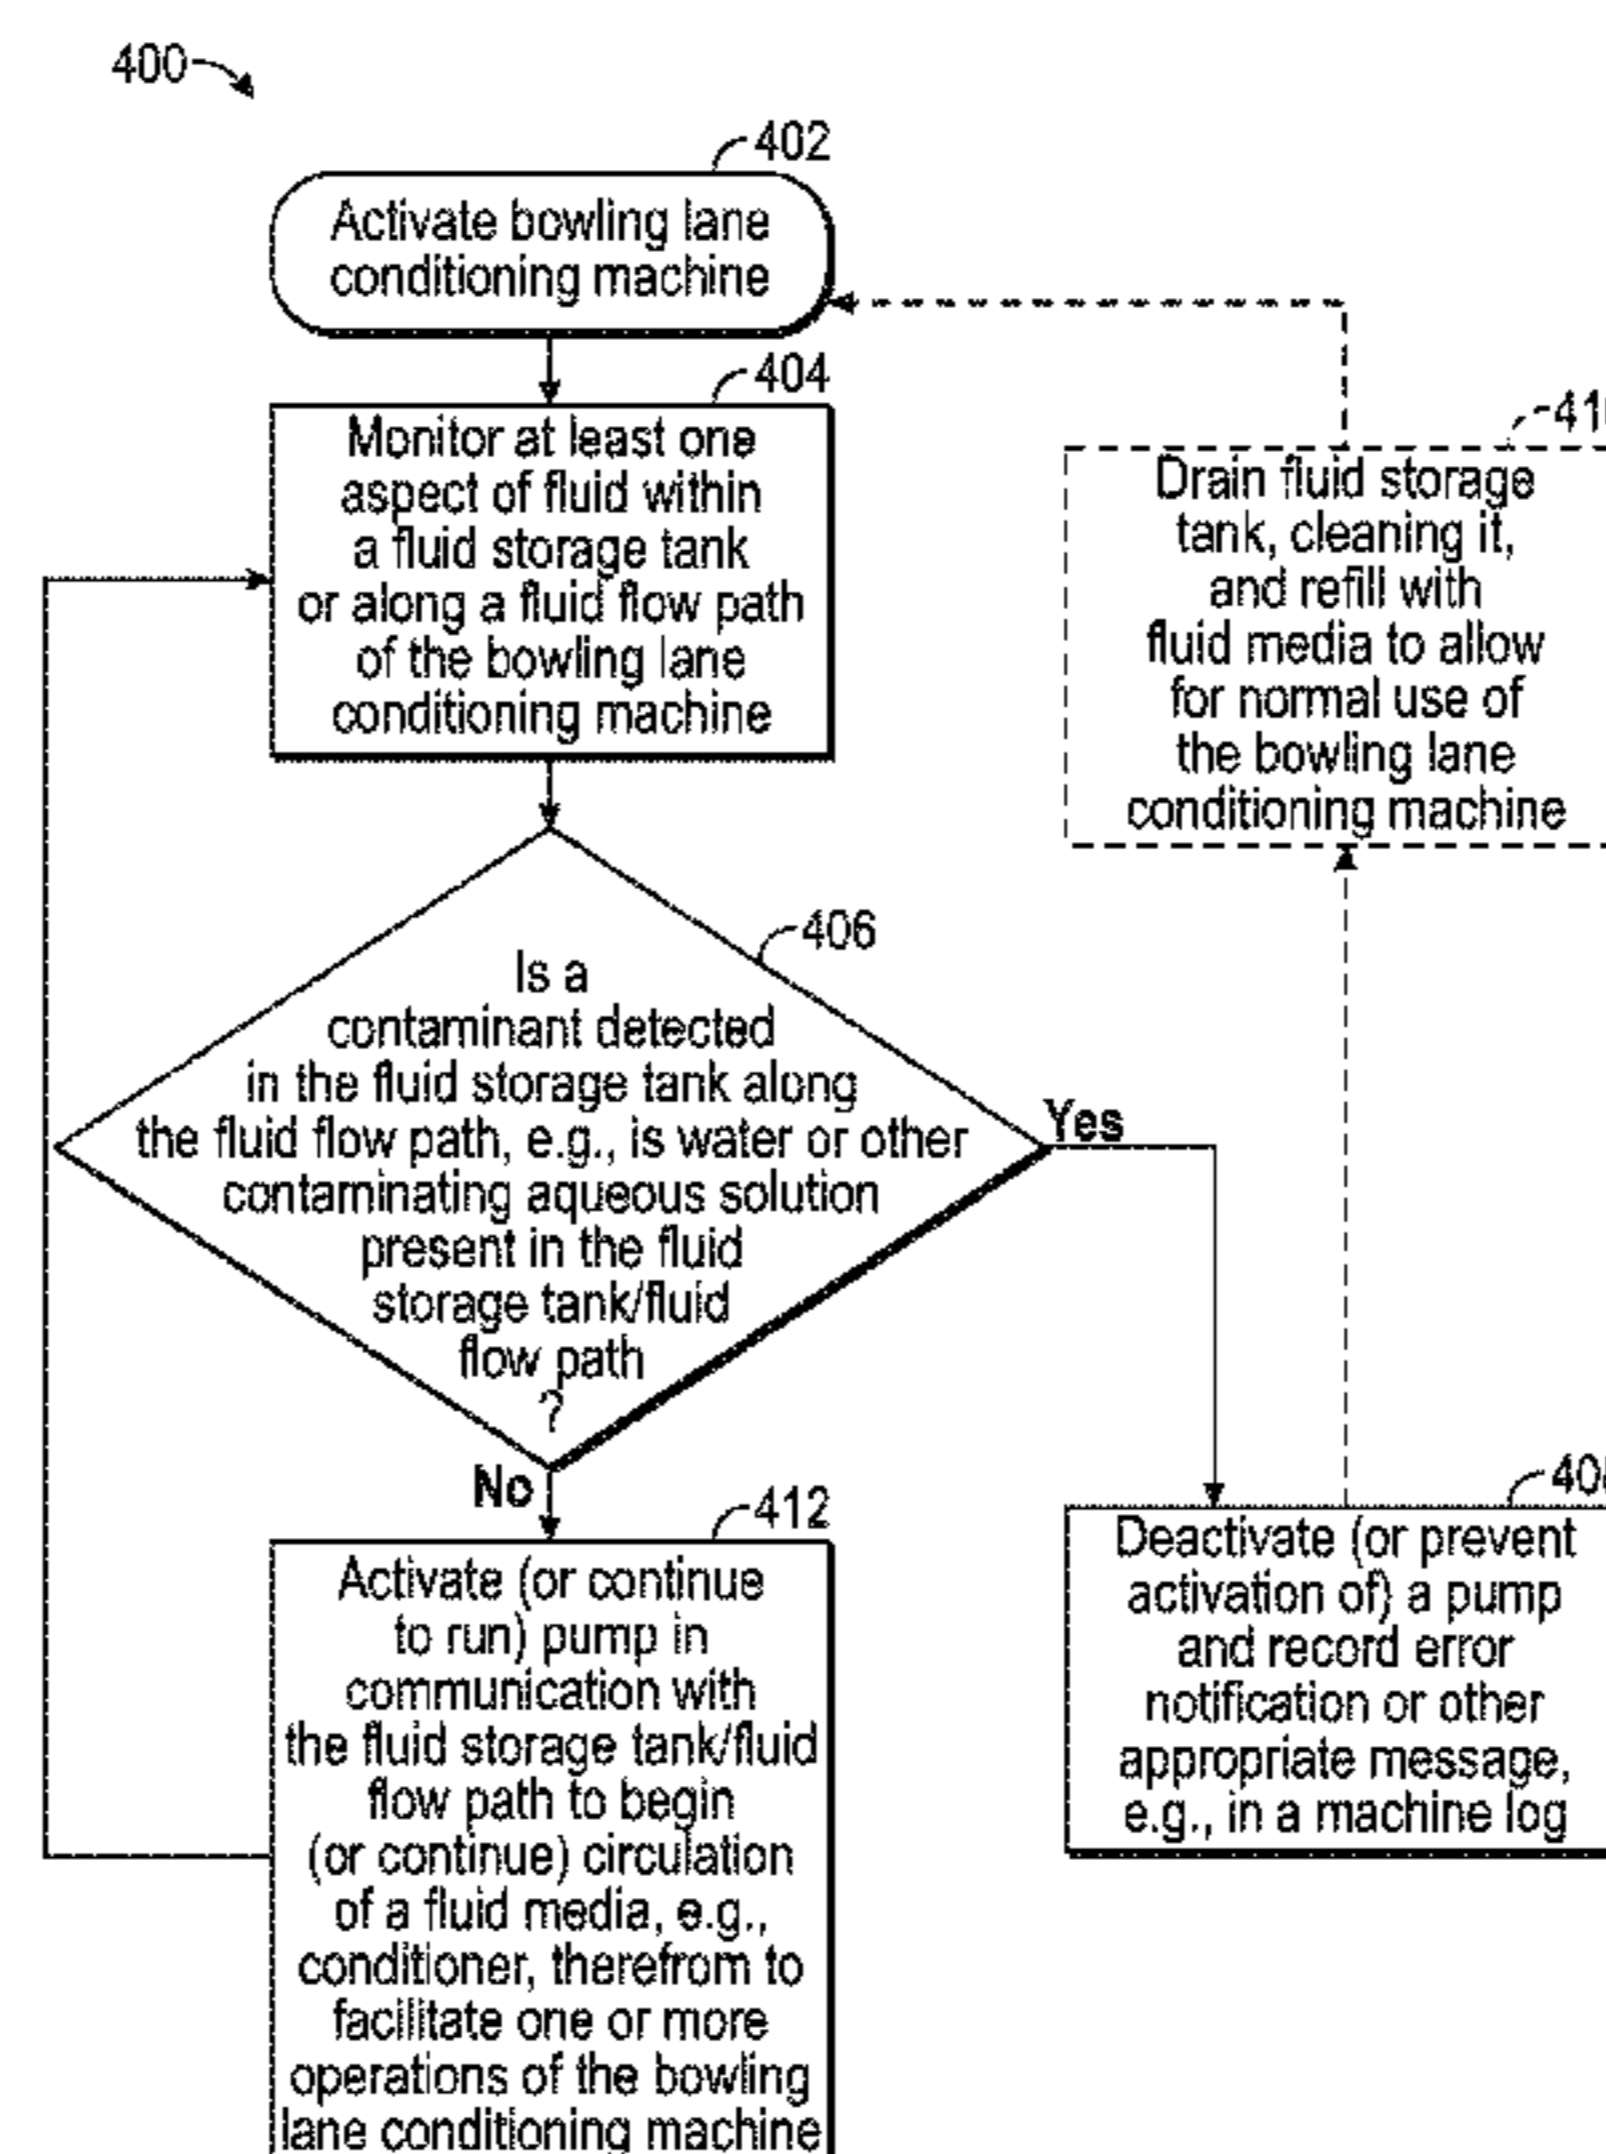 400
402
Activate bowling lane
conditioning machine
404
Monitor at least one
aspect of fluid within
a fluid storage tank
or along a fluid flow path
of the bowling lane
conditioning machine
Drain fluid storage
tank, cleaning it,
and refill with
fluid media to allow
for normal use of
the bowling lane
conditioning machine
406
Is a
contaminant detected
in the fluid storage tank along
the fluid flow path, e.g., is water or other
contaminating aqueous solution
present in the fluid
storage tank/fluid
flow path
?
Yes
No
412
Activate (or continue
to run) pump in
communication with
the fluid storage tank/fluid
flow path to begin
(or continue) circulation
of a fluid media, e.g.,
conditioner, therefrom to
facilitate one or more
operations of the bowling
lane conditioning machine
Deactivate (or prevent
activation of) a pump
and record error
notification or other
appropriate message,
e.g., in a machine log